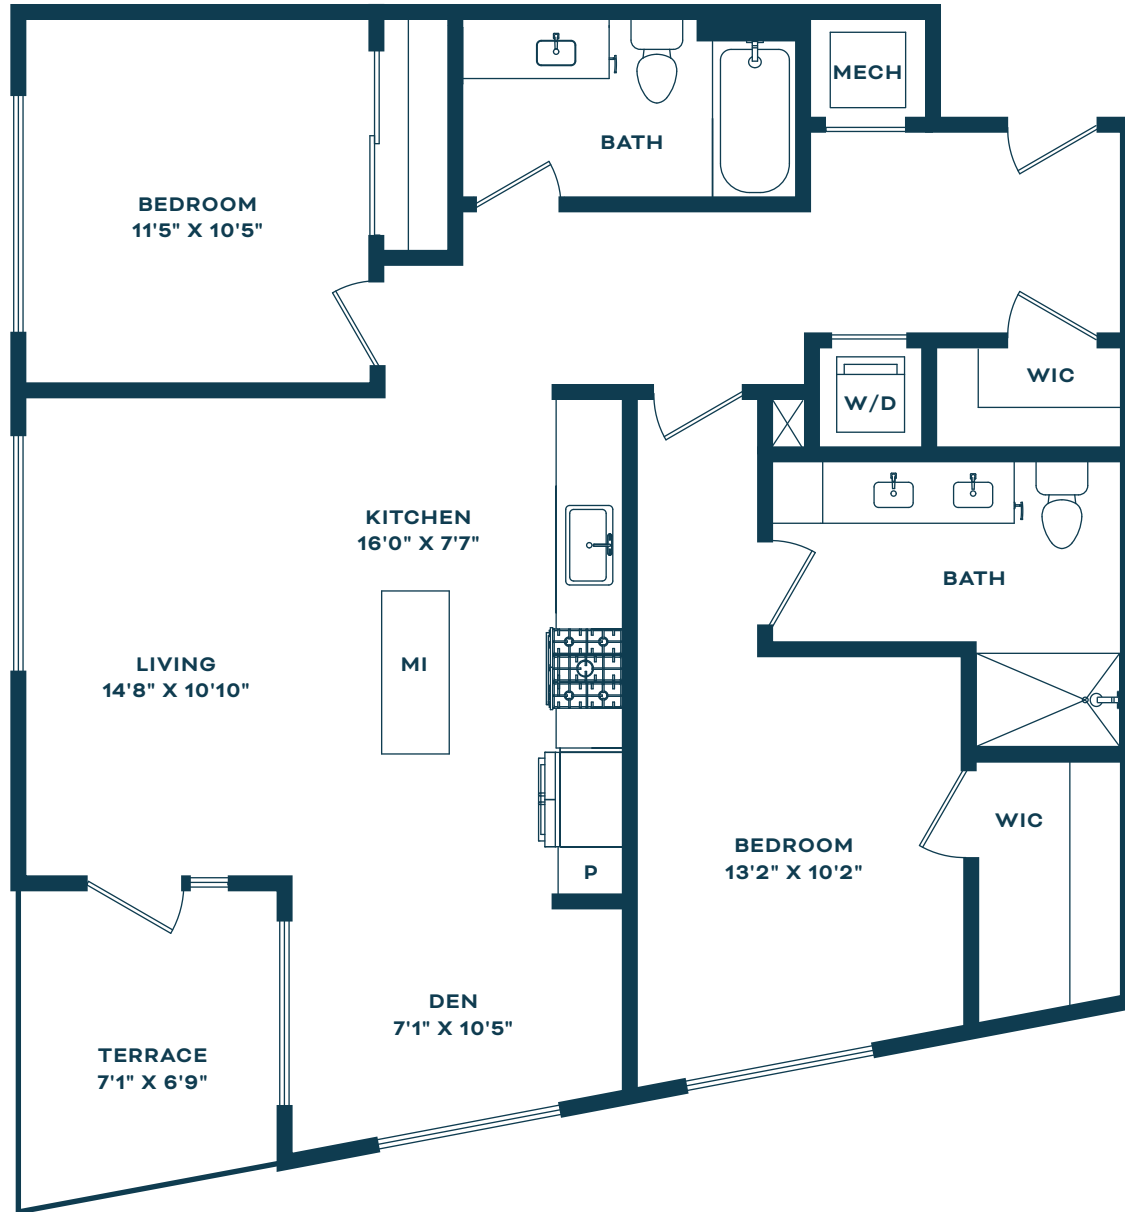 MECH
BATH
BEDROOM
11'5" X 10'5"
WIC
W/D
KITCHEN
16'0" X 7'7"
BATH
LIVING
14'8" X 10'10"
MI
WIC
BEDROOM
13'2" X 10'2"
P
DEN
7'1" X 10'5"
TERRACE
7'1" X 6'9"